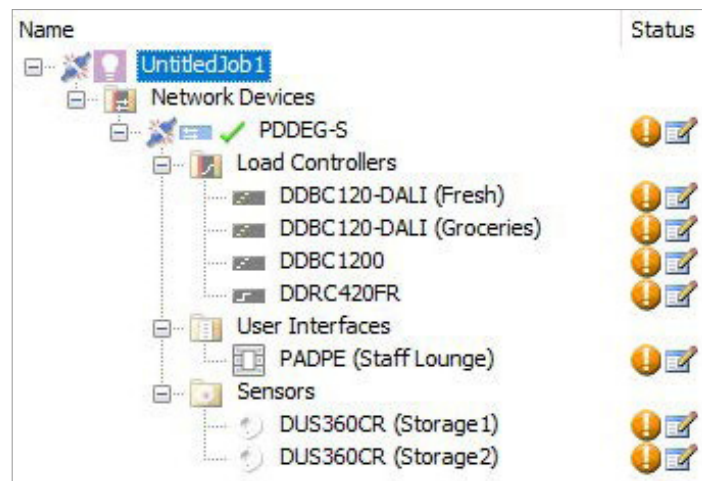 Name Status
UntitledJob1
Network Devices
PDDEG-S
Load Controllers
DDBC120-DALI (Fresh)
DDBC120-DALI (Groceries)
DDBC1200
DDRC420FR
User Interfaces
PADPE (Staff Lounge)
Sensors
DUS360CR (Storage1)
DUS360CR (Storage2)